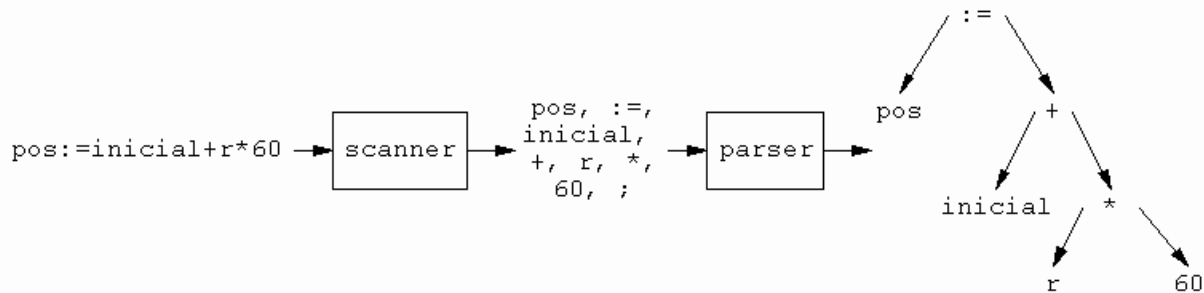 pos:=inicial+r*60
scanner
pos, :=,
inicial,
+, r, *,
60, ;
parser
:=
pos
+
inicial
*
r
60